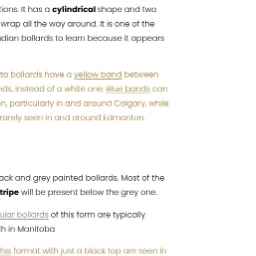 tions. It has a cylindrical shape and two
wrap all the way around. It is one of the
dian bollards to learn because it appears
ta bollards have a yellow band between
nds, instead of a white one. Blue bands can
n, particularly in and around Calgary, while
rarely seen in and around Edmonton.
ack and grey painted bollards. Most of the
tripe will be present below the grey one.
ular bollards of this form are typically
th in Manitoba
his format with just a black top are seen in